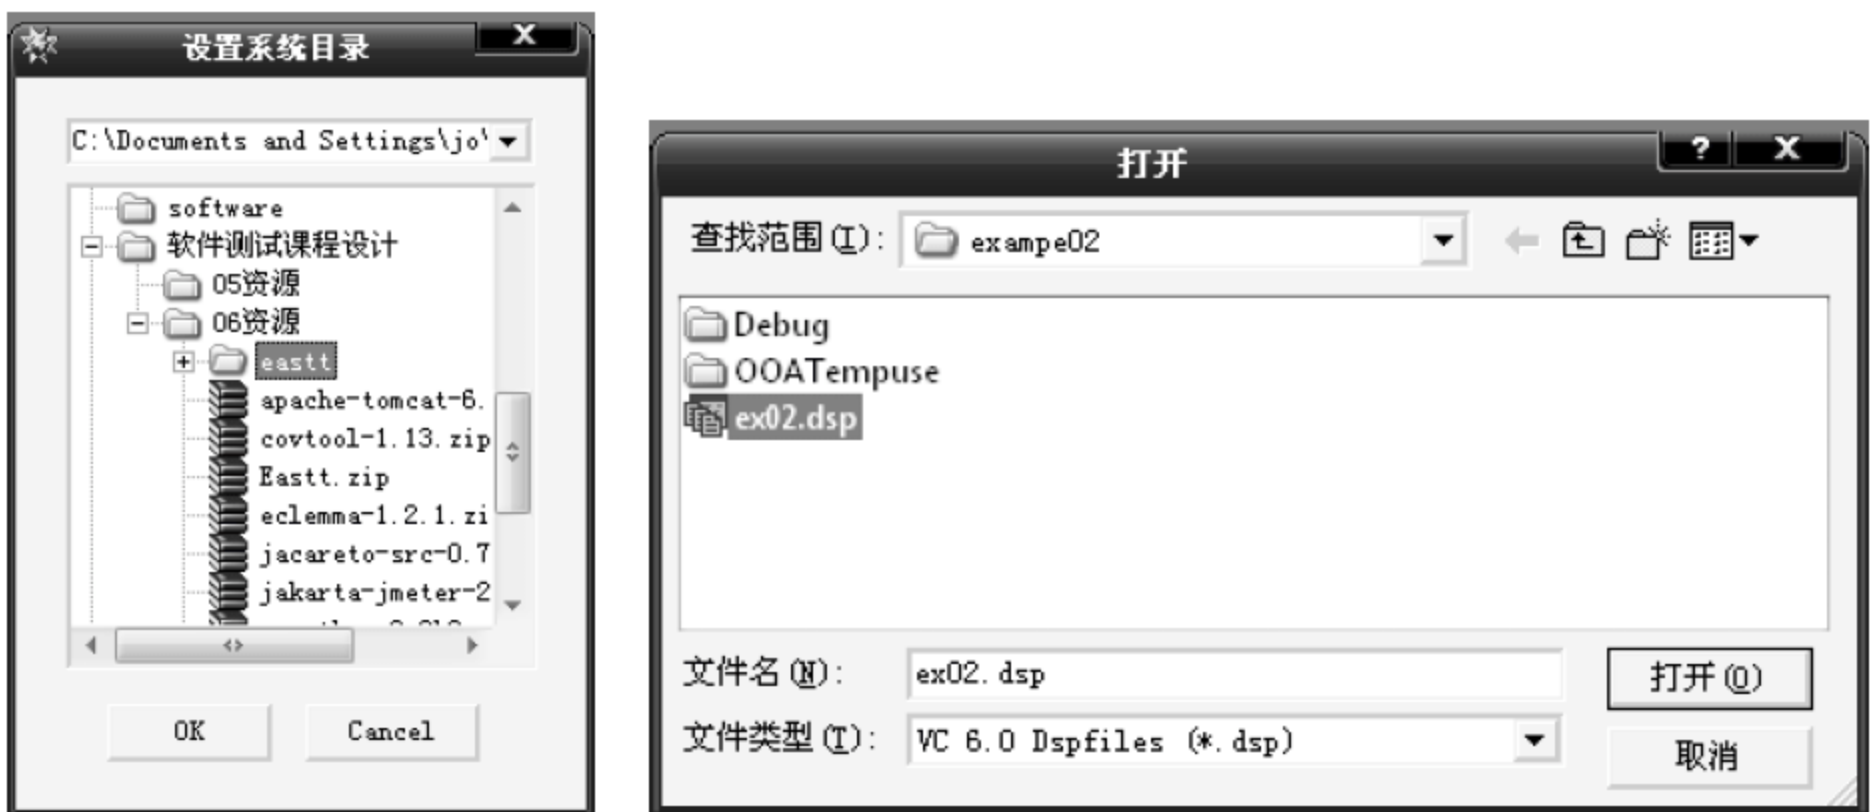 设置系统目录
C:\Documents and Settings\jo'
software
软件测试课程设计
05资源
06资源
eastt
apache-tomcat-6.
covtool-1.13.zip
Eastt.zip
eclemma-1.2.1.zi
jacareto-src-0.7
jakarta-jmeter-2
OK
Cancel
打开
查找范围(I):
exampe02
Debug
OOATempuse
ex02.dsp
文件名(N):
ex02.dsp
打开(O)
文件类型(T):
VC 6.0 Dspfiles (*.dsp)
取消